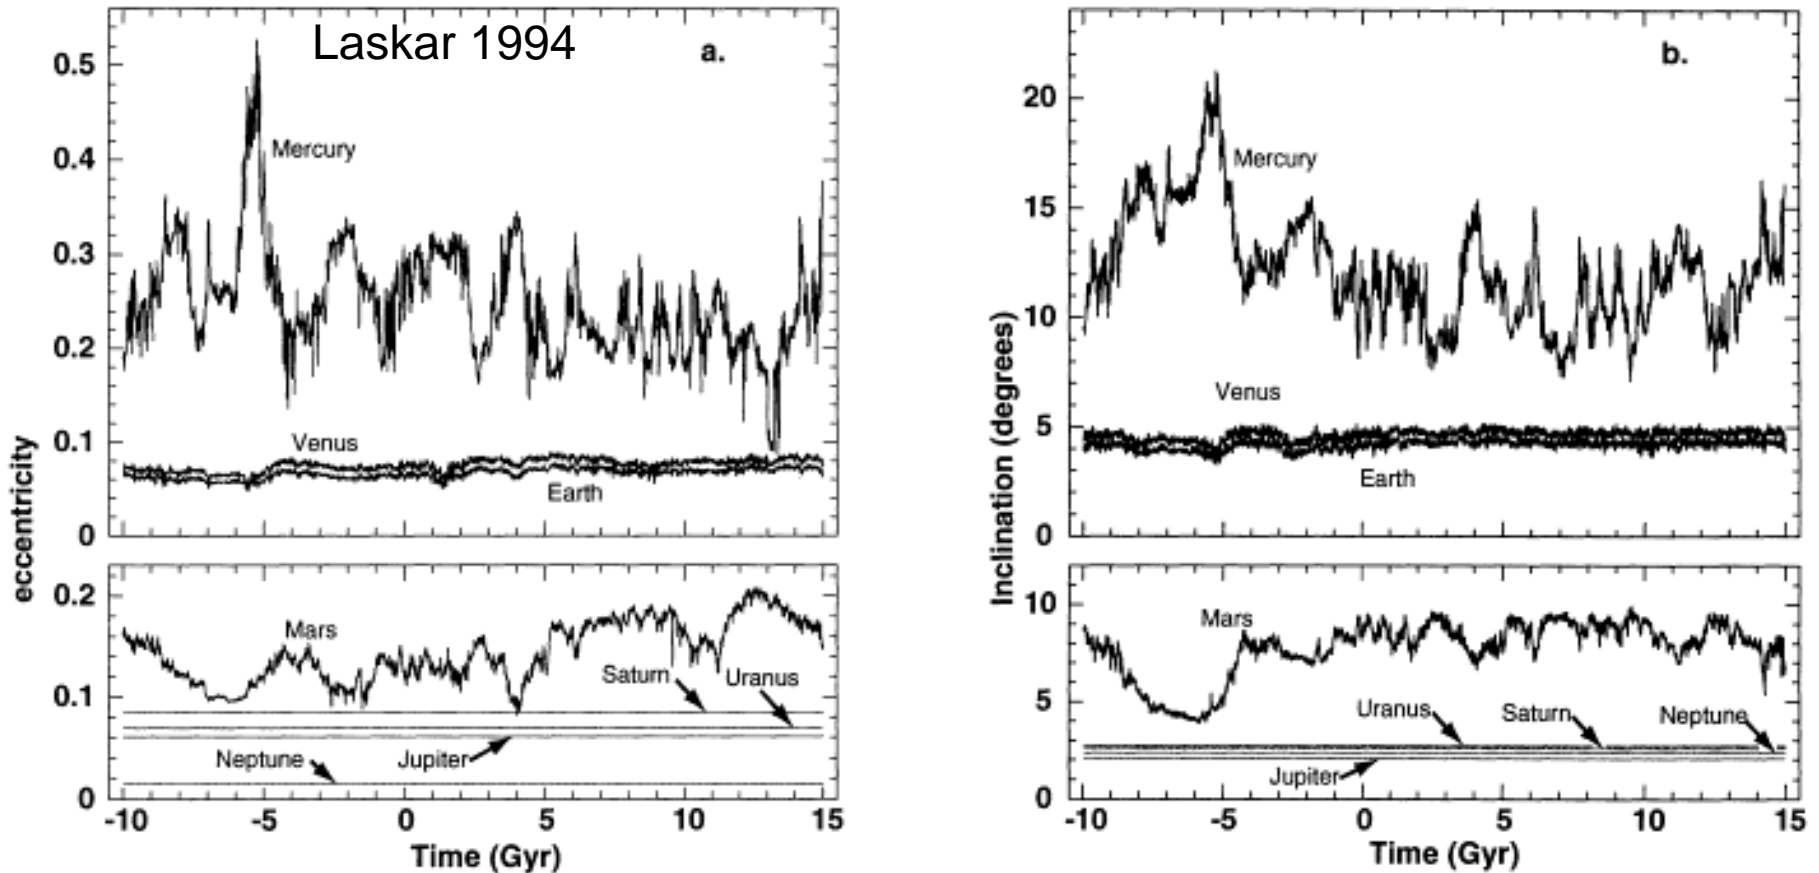 Laskar 1994
a.
0.5
0.4
0.3
0.2
0.1
0
Mercury
Venus
Earth
eccentricity
0.2
0.1
0
Mars
Saturn
Uranus
Neptune
Jupiter
-10 -5 0 5 10 15
Time (Gyr)
b.
20
15
10
5
0
Mercury
Venus
Earth
Inclination (degrees)
10
5
0
Mars
Uranus
Saturn
Neptune
Jupiter
-10 -5 0 5 10 15
Time (Gyr)